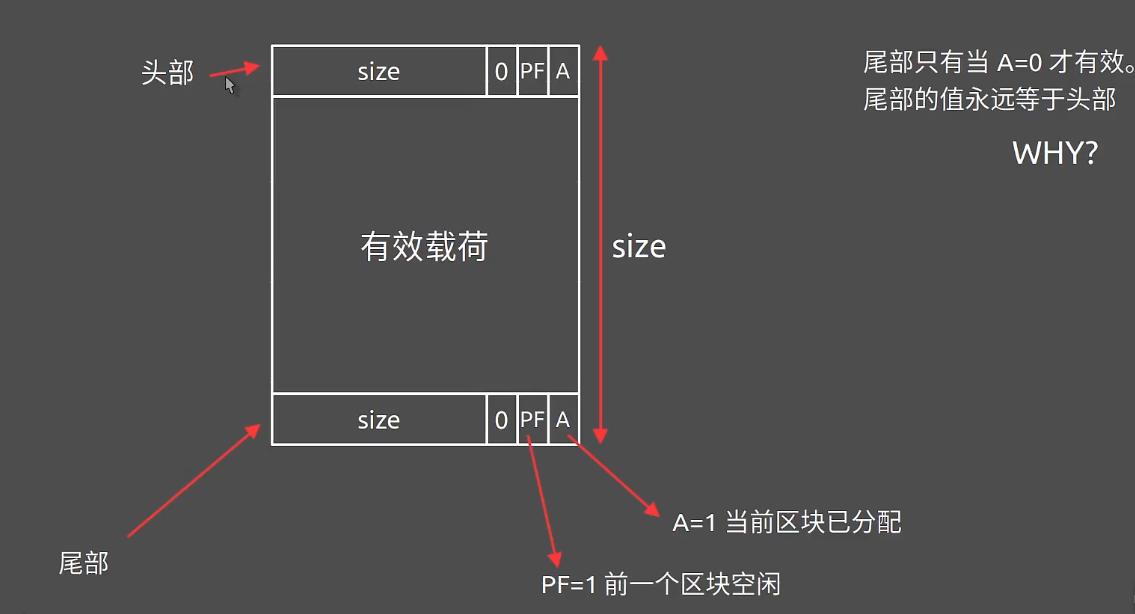 尾部只有当 A=0 才有效。
尾部的值永远等于头部
WHY?
头部
size 0 PF A
有效载荷
size
size 0 PF A
A=1 当前区块已分配
尾部
PF=1 前一个区块空闲